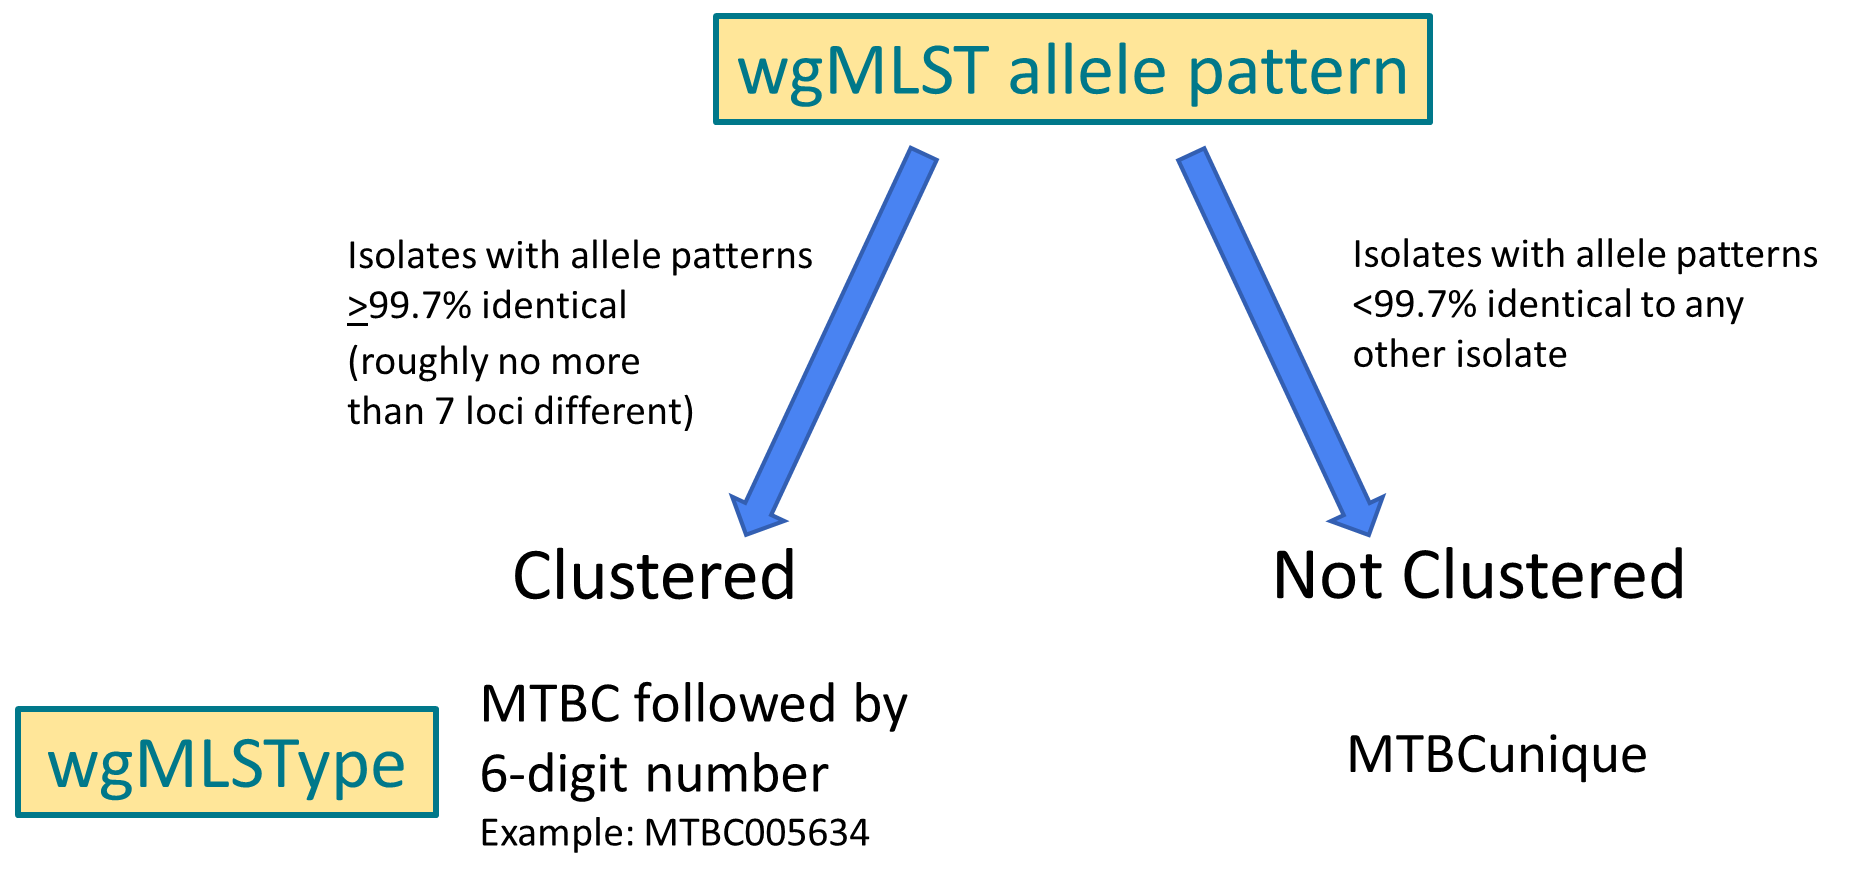 wgMLST allele pattern
Isolates with allele patterns
≥99.7% identical
(roughly no more
than 7 loci different)
Isolates with allele patterns
<99.7% identical to any
other isolate
Clustered
Not Clustered
wgMLSType
MTBC followed by
6-digit number
Example: MTBC005634
MTBCunique